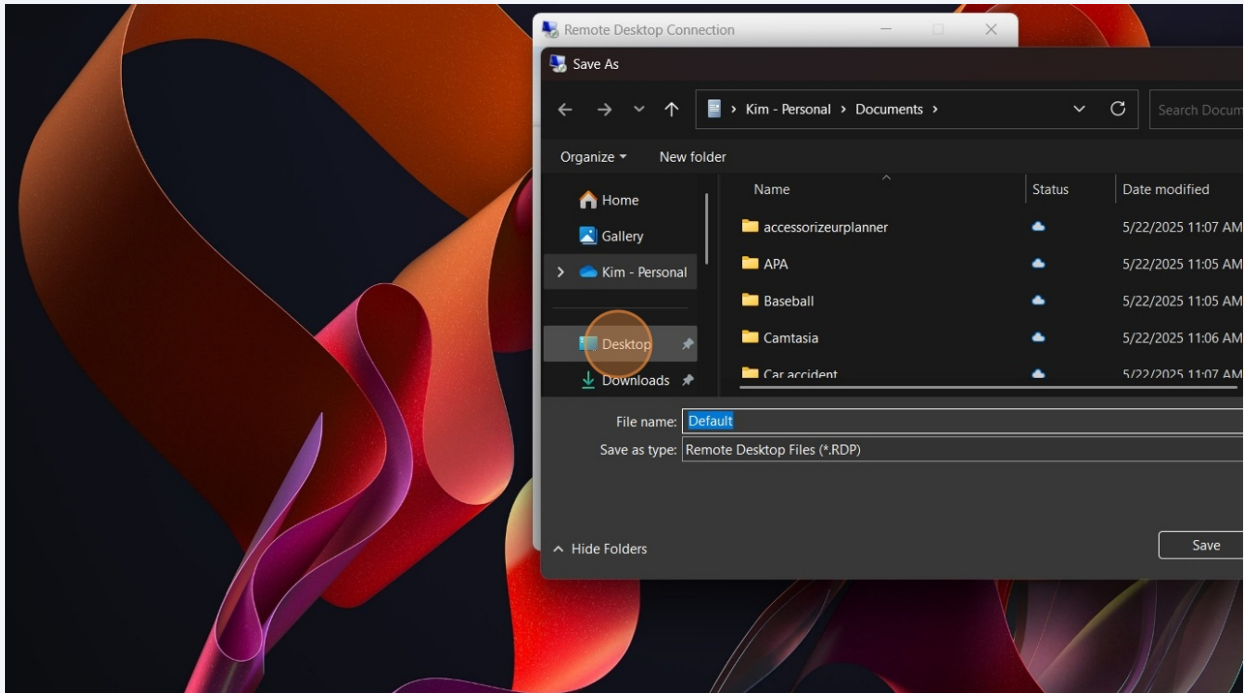 Remote Desktop Connection
Save As
Kim - Personal > Documents >
Search Docum
Organize New folder
Name Status Date modified
Home
Gallery
Kim - Personal
Desktop
Downloads
accessorizeurplanner 5/22/2025 11:07 AM
APA 5/22/2025 11:05 AM
Baseball 5/22/2025 11:05 AM
Camtasia 5/22/2025 11:06 AM
Car accident 5/22/2025 11:07 AM
File name: Default
Save as type: Remote Desktop Files (*.RDP)
Hide Folders
Save